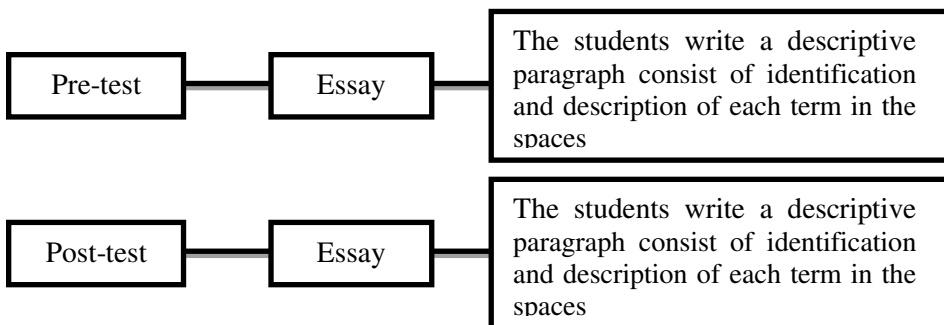 Pre-test
Essay
The students write a descriptive
paragraph consist of identification
and description of each term in the
spaces
Post-test
Essay
The students write a descriptive
paragraph consist of identification
and description of each term in the
spaces